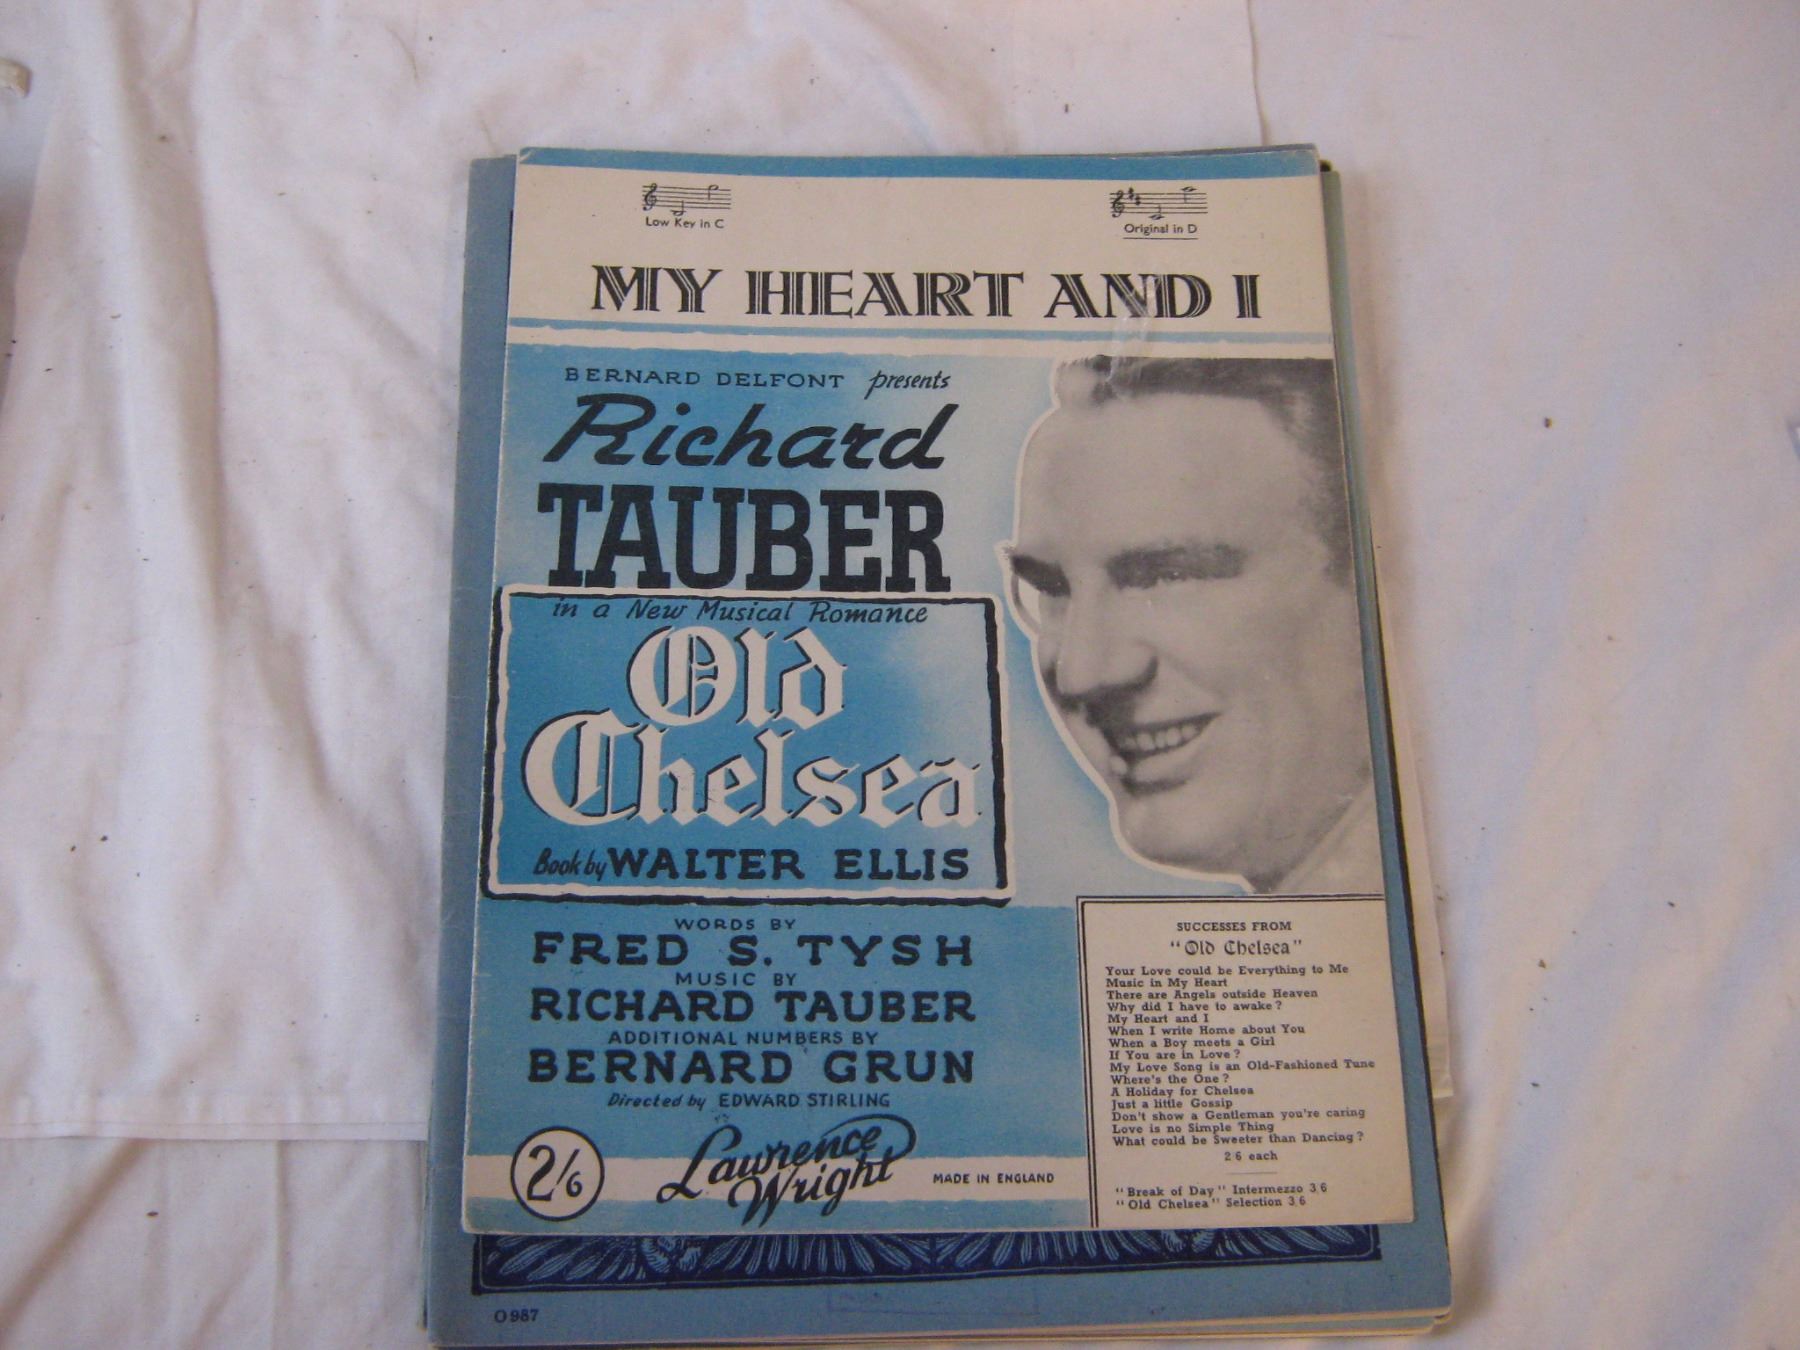 Low Key in C
Original in D
MY HEART AND I
BERNARD DELFONT presents
Richard
TAUBER
in a New Musical Romance
Old
Chelsea
Book by WALTER ELLIS
WORDS BY
FRED S. TYSH
MUSIC BY
RICHARD TAUBER
ADDITIONAL NUMBERS BY
BERNARD GRUN
Directed by EDWARD STIRLING
2/6
Lawrence
Wright
MADE IN ENGLAND
SUCCESSES FROM
"Old Chelsea"
Your Love could be Everything to Me
Music in My Heart
There are Angels outside Heaven
Why did I have to awake?
My Heart and I
When I write Home about You
When a Boy meets a Girl
If You are in Love?
My Love Song is an Old-Fashioned Tune
Where's the One?
A Holiday for Chelsea
Just a little Gossip
Don't show a Gentleman you're caring
Love is no Simple Thing
What could be Sweeter than Dancing?
2/6 each
"Break of Day" Intermezzo 3/6
"Old Chelsea" Selection 3/6
O 987